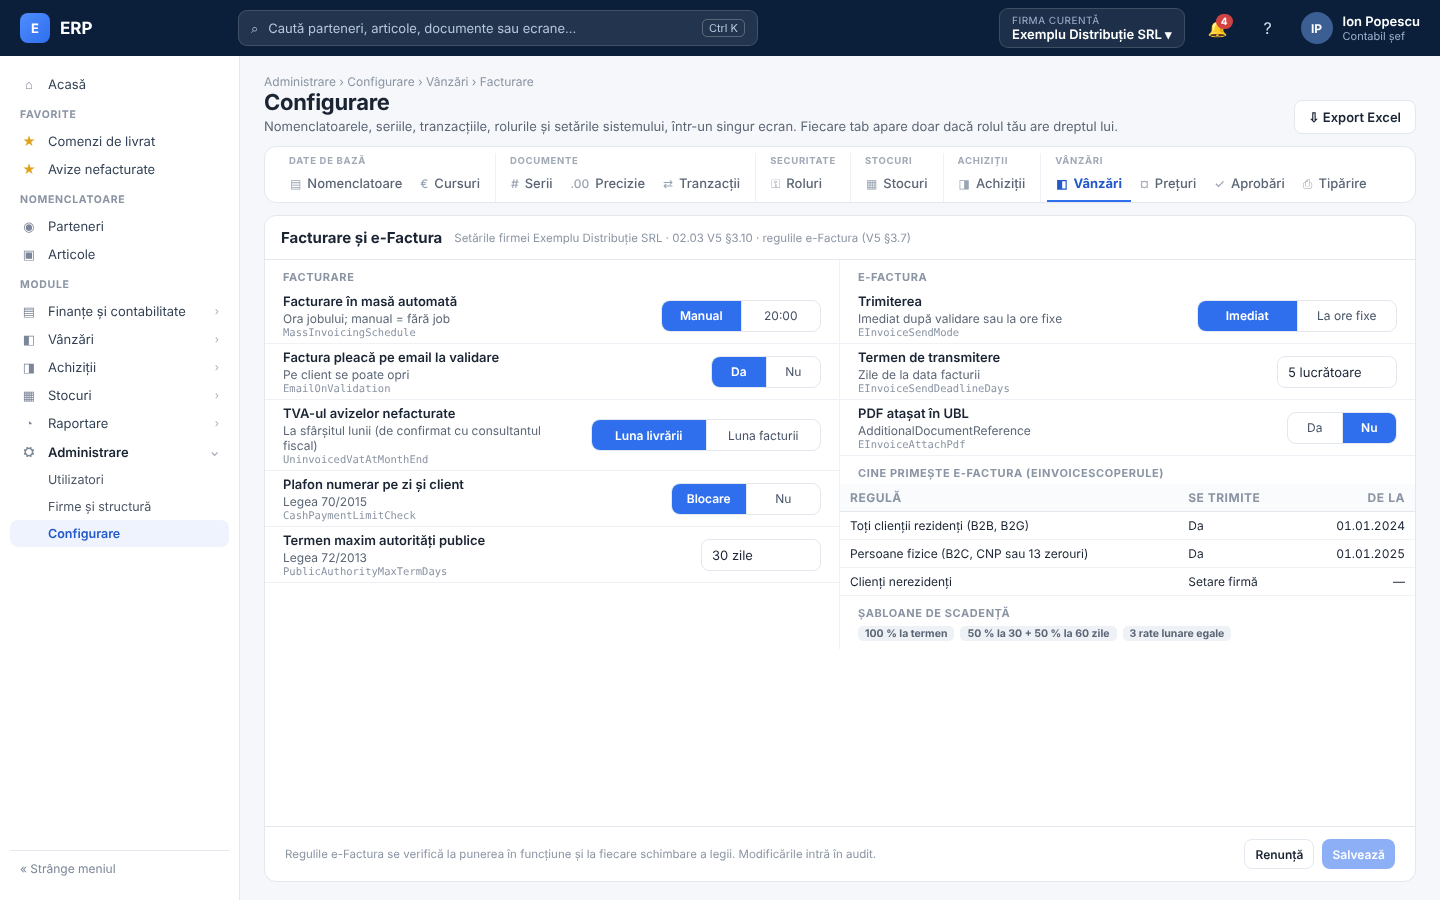 E ERP
Caută parteneri, articole, documente sau ecrane... Ctrl K
FIRMA CURENTĂ
Exemplu Distribuție SRL ▾
4
?
IP
Ion Popescu
Contabil șef
Acasă
FAVORITE
★ Comenzi de livrat
★ Avize nefacturate
NOMENCLATOARE
Parteneri
Articole
MODULE
Finanțe și contabilitate ›
Vânzări ›
Achiziții ›
Stocuri ›
Raportare ›
Administrare
Utilizatori
Firme și structură
Configurare
« Strânge meniul
Administrare › Configurare › Vânzări › Facturare
Configurare
Nomenclatoarele, seriile, tranzacțiile, rolurile și setările sistemului, într-un singur ecran. Fiecare tab apare doar dacă rolul tău are dreptul lui.
⇩ Export Excel
DATE DE BAZĂ DOCUMENTE SECURITATE STOCURI ACHIZIȚII VÂNZĂRI
Nomenclatoare € Cursuri # Serii .00 Precizie ⇄ Tranzacții Roluri Stocuri Achiziții Vânzări Prețuri ✓ Aprobări Tipărire
Facturare și e-Factura Setările firmei Exemplu Distribuție SRL · 02.03 V5 §3.10 · regulile e-Factura (V5 §3.7)
FACTURARE
Facturare în masă automată
Ora jobului; manual = fără job
MassInvoicingSchedule
Manual 20:00
Factura pleacă pe email la validare
Pe client se poate opri
EmailOnValidation
Da Nu
TVA-ul avizelor nefacturate
La sfârșitul lunii (de confirmat cu consultantul
fiscal)
UninvoicedVatAtMonthEnd
Luna livrării Luna facturii
Plafon numerar pe zi și client
Legea 70/2015
CashPaymentLimitCheck
Blocare Nu
Termen maxim autorități publice
Legea 72/2013
PublicAuthorityMaxTermDays
30 zile
E-FACTURA
Trimiterea
Imediat după validare sau la ore fixe
EInvoiceSendMode
Imediat La ore fixe
Termen de transmitere
Zile de la data facturii
EInvoiceSendDeadlineDays
5 lucrătoare
PDF atașat în UBL
AdditionalDocumentReference
EInvoiceAttachPdf
Da Nu
CINE PRIMEȘTE E-FACTURA (EINVOICESCOPERULE)
REGULĂ SE TRIMITE DE LA
Toți clienții rezidenți (B2B, B2G) Da 01.01.2024
Persoane fizice (B2C, CNP sau 13 zerouri) Da 01.01.2025
Clienți nerezidenți Setare firmă —
ȘABLOANE DE SCADENȚĂ
100 % la termen 50 % la 30 + 50 % la 60 zile 3 rate lunare egale
Regulile e-Factura se verifică la punerea în funcțiune și la fiecare schimbare a legii. Modificările intră în audit.
Renunță Salvează